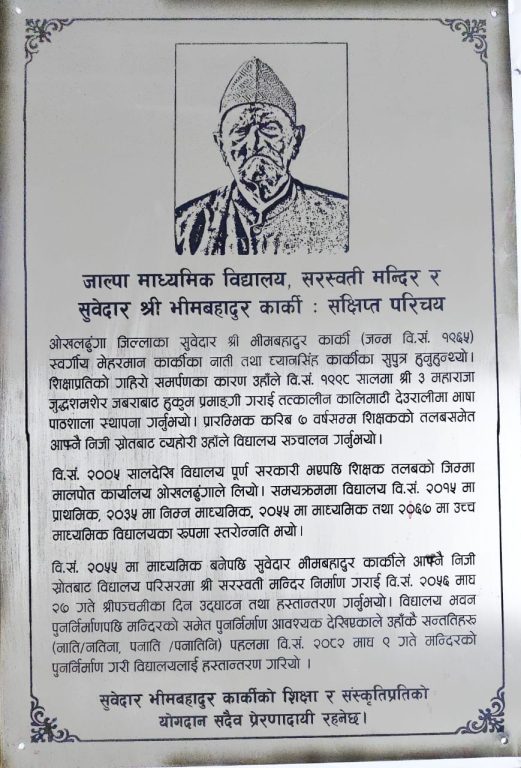 जाल्पा माध्यमिक विद्यालय, सरस्वती मन्दिर र
सुवेदार श्री भीमबहादुर कार्की : संक्षिप्त परिचय
ओखलढुंगा जिल्लाका सुवेदार श्री भीमबहादुर कार्की (जन्म वि.सं. १९६५)
स्वर्गीय मेहरमान कार्कीका नाती तथा ध्यानसिंह कार्कीका सुपुत्र हुनुहुन्थ्यो।
शिक्षाप्रतिको गहिरो समर्पणका कारण उहाँले वि.सं. १९९८ सालमा श्री ३ महाराजा
जुद्धशमशेर जबराबाट हुकुम प्रमाङ्गी गराई तत्कालीन कालिमाटी देउरालीमा भाषा
पाठशाला स्थापना गर्नुभयो। प्रारम्भिक करिब ७ वर्षसम्म शिक्षकको तलबसमेत
आफ्नै निजी स्रोतबाट व्यहोरी उहाँले विद्यालय सञ्चालन गर्नुभयो।
वि.सं. २००५ सालदेखि विद्यालय पूर्ण सरकारी भएपछि शिक्षक तलबको जिम्मा
मालपोत कार्यालय ओखलढुंगाले लियो। समयक्रममा विद्यालय वि.सं. २०१५ मा
प्राथमिक, २०३५ मा निम्न माध्यमिक, २०५५ मा माध्यमिक तथा २०६७ मा उच्च
माध्यमिक विद्यालयका रूपमा स्तरोन्नति भयो।
वि.सं. २०५५ मा माध्यमिक बनेपछि सुवेदार भीमबहादुर कार्कीले आफ्नै निजी
स्रोतबाट विद्यालय परिसरमा श्री सरस्वती मन्दिर निर्माण गराई वि.सं. २०५६ माघ
२७ गते श्रीपञ्चमीका दिन उद्घाटन तथा हस्तान्तरण गर्नुभयो। विद्यालय भवन
पुनर्निर्माणपछि मन्दिरको समेत पुनर्निर्माण आवश्यक देखिएकाले उहाँकै सन्ततिहरु
(नाति/नतिना, पनाति /पनातिनि) पहलमा वि.सं. २०८२ माघ ९ गते मन्दिरको
पुनर्निर्माण गरी विद्यालयलाई हस्तान्तरण गरियो ।
सुवेदार भीमबहादुर कार्कीको शिक्षा र संस्कृतिप्रतिको
योगदान सदैव प्रेरणादायी रहनेछ।